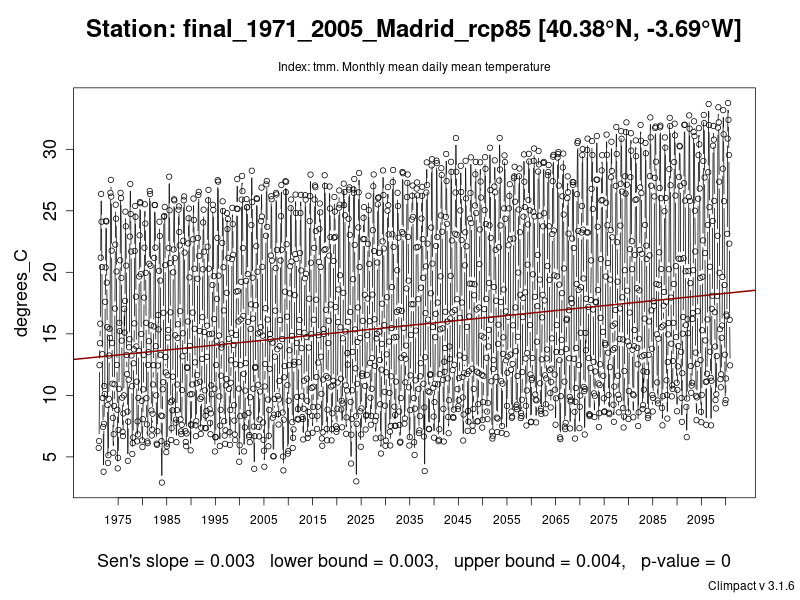 Station: final_1971_2005_Madrid_rcp85 [40.38°N, -3.69°W]
Index: tmm. Monthly mean daily mean temperature
degrees_C
30
25
20
15
10
5
1975 1985 1995 2005 2015 2025 2035 2045 2055 2065 2075 2085 2095
Sen's slope = 0.003 lower bound = 0.003, upper bound = 0.004, p-value = 0
Climpact v 3.1.6